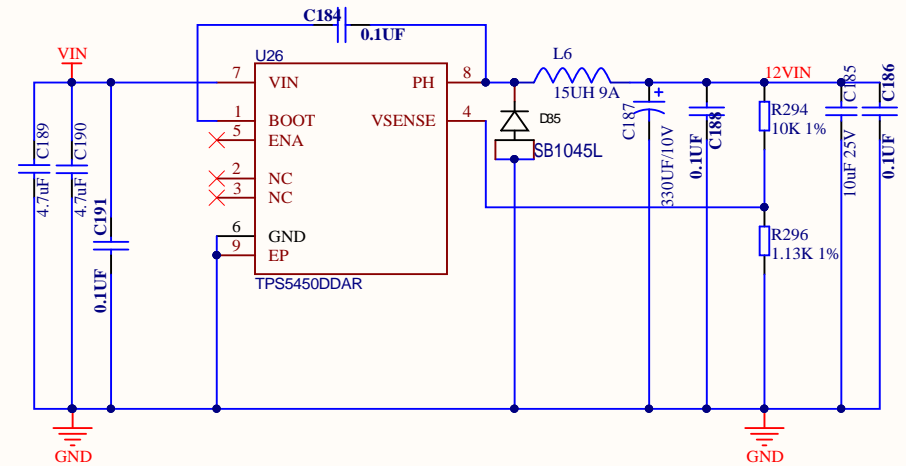 C184
0.1UF
VIN
U26
7
VIN
PH
8
1
BOOT
VSENSE
4
5
ENA
2
NC
3
NC
6
GND
9
EP
TPS5450DDAR
C189
4.7uF
C190
4.7uF
C191
0.1UF
L6
15UH 9A
D35
SB1045L
C187
330UF/10V
+
0.1UF
C188
12VIN
R294
10K 1%
R296
1.13K 1%
C185
10uF 25V
C186
0.1UF
GND
GND